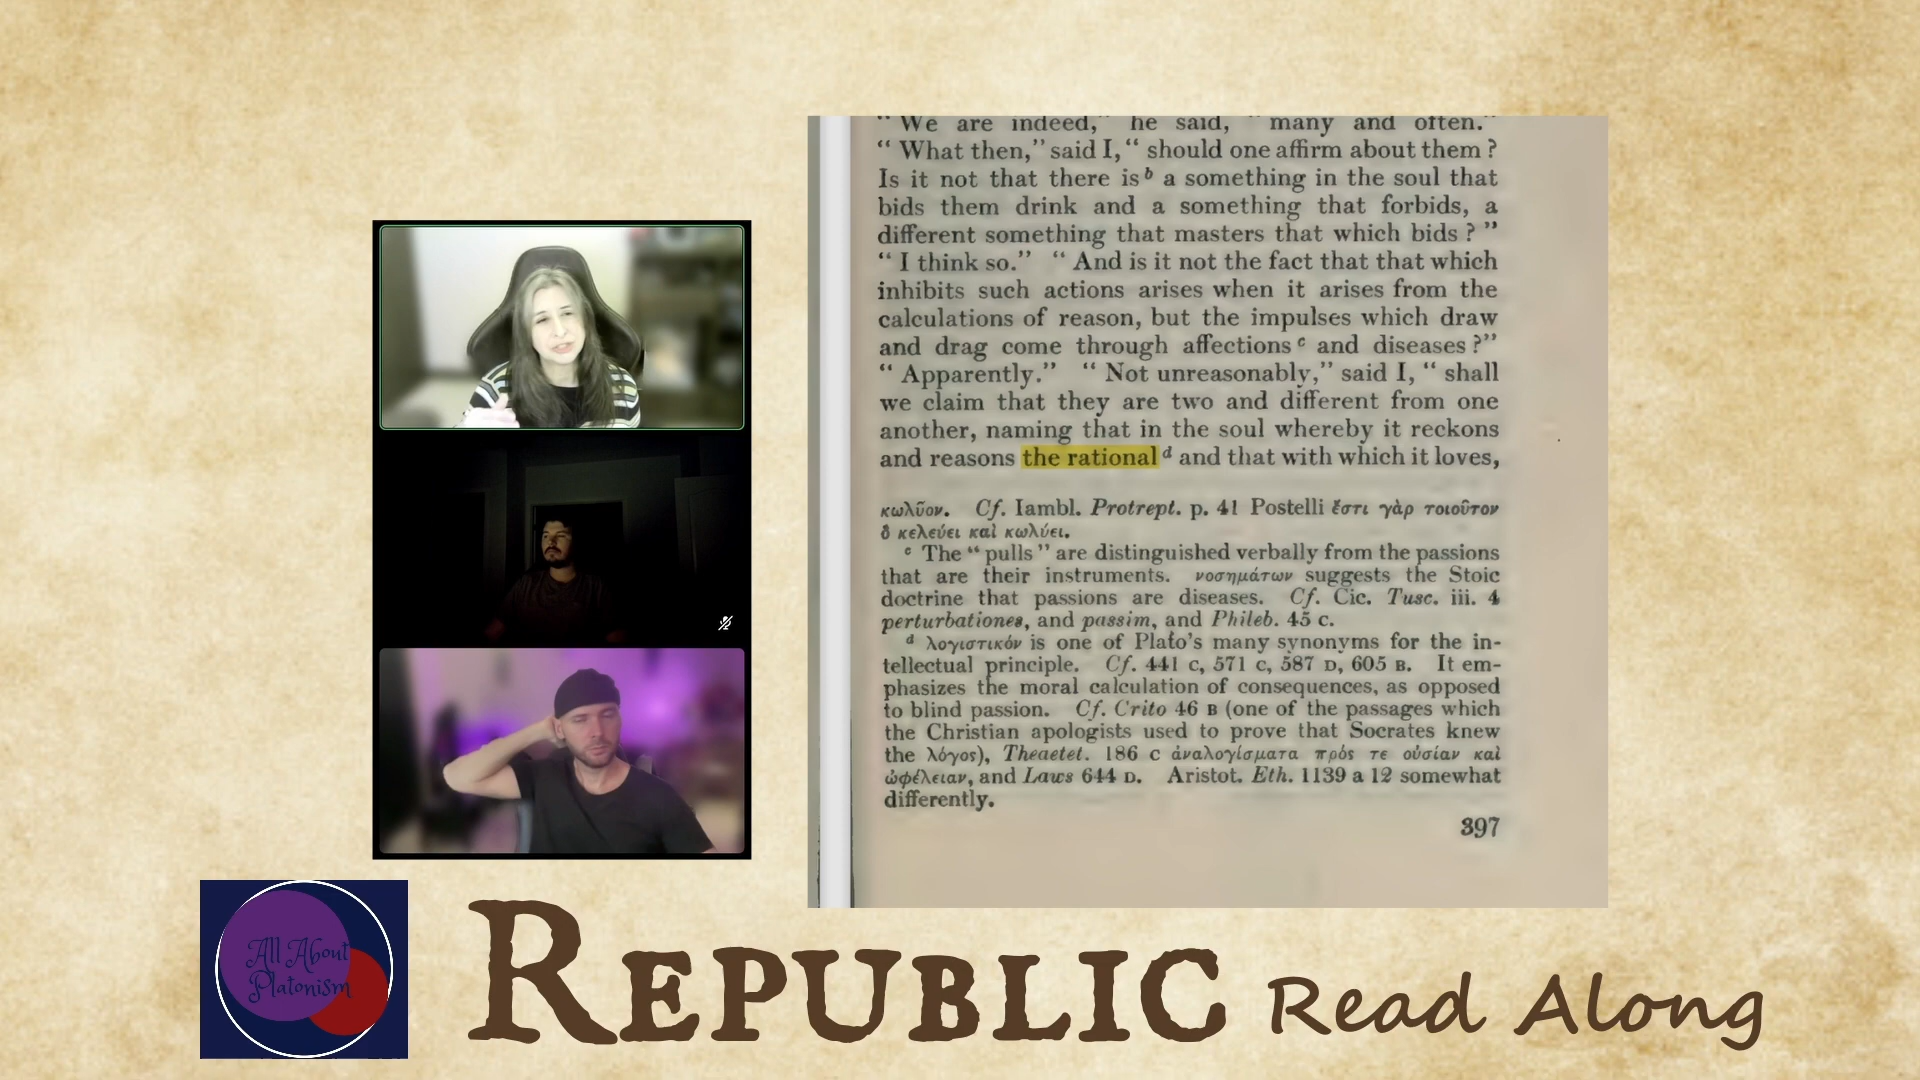 “ We are indeed,” he said, “ many and often.”
“ What then,” said I, “ should one affirm about them ?
Is it not that there is b a something in the soul that
bids them drink and a something that forbids, a
different something that masters that which bids ? ”
“ I think so.” “ And is it not the fact that that which
inhibits such actions arises when it arises from the
calculations of reason, but the impulses which draw
and drag come through affections c and diseases ?”
“ Apparently.” “ Not unreasonably,” said I, “ shall
we claim that they are two and different from one
another, naming that in the soul whereby it reckons
and reasons the rational d and that with which it loves,
κωλῦον. Cf. Iambl. Protrept. p. 41 Postelli ἔστι γὰρ τοιοῦτον
ὃ κελεύει καὶ κωλύει.
c The “ pulls ” are distinguished verbally from the passions
that are their instruments. νοσημάτων suggests the Stoic
doctrine that passions are diseases. Cf. Cic. Tusc. iii. 4
perturbationes, and passim, and Phileb. 45 c.
d λογιστικόν is one of Plato’s many synonyms for the in-
tellectual principle. Cf. 441 c, 571 c, 587 D, 605 B. It em-
phasizes the moral calculation of consequences, as opposed
to blind passion. Cf. Crito 46 B (one of the passages which
the Christian apologists used to prove that Socrates knew
the λόγος), Theaetet. 186 c ἀναλογίσματα πρός τε οὐσίαν καὶ
ὠφέλειαν, and Laws 644 D. Aristot. Eth. 1139 a 12 somewhat
differently.
397
All About
Platonism
REPUBLIC Read Along